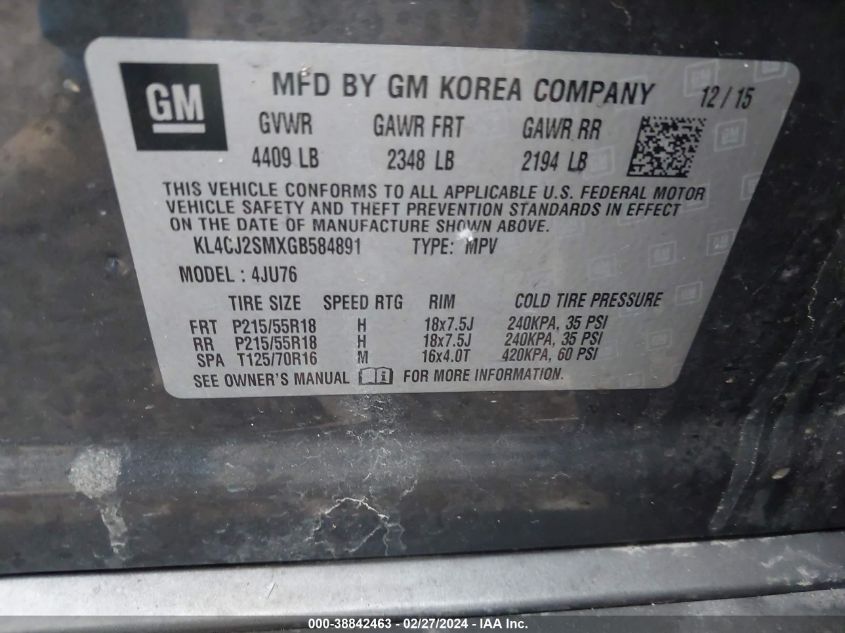 GM
MFD BY GM KOREA COMPANY 12/15
GVWR GAWR FRT GAWR RR
4409 LB 2348 LB 2194 LB
THIS VEHICLE CONFORMS TO ALL APPLICABLE U.S. FEDERAL MOTOR
VEHICLE SAFETY AND THEFT PREVENTION STANDARDS IN EFFECT
ON THE DATE OF MANUFACTURE SHOWN ABOVE.
KL4CJ2SMXGB584891 TYPE: MPV
MODEL : 4JU76
TIRE SIZE SPEED RTG RIM COLD TIRE PRESSURE
FRT P215/55R18 H 18x7.5J 240KPA, 35 PSI
RR P215/55R18 H 18x7.5J 240KPA, 35 PSI
SPA T125/70R16 M 16x4.0T 420KPA, 60 PSI
SEE OWNER'S MANUAL FOR MORE INFORMATION.
000-38842463 - 02/27/2024 - IAA Inc.